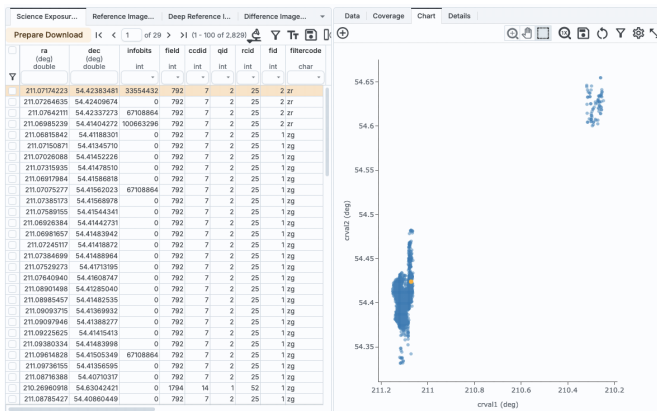 Science Exposur... Reference Image... Deep Reference I... Difference Image...
Prepare Download 1 of 29 (1 - 100 of 2,829)
ra dec infobits field ccdid qid rcid fid filtercode
(deg) (deg)
double double int int int int int int char
211.07174223 54.42383481 33554432 792 7 2 25 2 zr
211.07264635 54.42409674 0 792 7 2 25 2 zr
211.07642111 54.42337273 67108864 792 7 2 25 2 zr
211.06985239 54.41404272 100663296 792 7 2 25 2 zr
211.06815842 54.41188301 0 792 7 2 25 1 zg
211.07150871 54.41345710 0 792 7 2 25 1 zg
211.07026088 54.41452226 0 792 7 2 25 1 zg
211.07315935 54.41478510 0 792 7 2 25 1 zg
211.06917984 54.41586818 0 792 7 2 25 1 zg
211.07075277 54.41562023 67108864 792 7 2 25 1 zg
211.07385173 54.41568978 0 792 7 2 25 1 zg
211.07589155 54.41544341 0 792 7 2 25 1 zg
211.06926384 54.41442731 0 792 7 2 25 1 zg
211.06981657 54.41483942 0 792 7 2 25 1 zg
211.07245117 54.41418872 0 792 7 2 25 1 zg
211.07384699 54.41488964 0 792 7 2 25 1 zg
211.07529273 54.41713195 0 792 7 2 25 1 zg
211.07640940 54.41608747 0 792 7 2 25 1 zg
211.08901498 54.41285040 0 792 7 2 25 1 zg
211.08985457 54.41482535 0 792 7 2 25 1 zg
211.09093715 54.41369932 0 792 7 2 25 1 zg
211.09097946 54.41388277 0 792 7 2 25 1 zg
211.09225625 54.41415413 0 792 7 2 25 1 zg
211.09380334 54.41483998 0 792 7 2 25 1 zg
211.09614828 54.41505349 67108864 792 7 2 25 1 zg
211.09736155 54.41356595 0 792 7 2 25 1 zg
211.08716388 54.40710317 0 792 7 2 25 1 zg
210.26960918 54.63042421 0 1794 14 1 52 1 zg
211.08785427 54.40860449 0 792 7 2 25 1 zg
Data Coverage Chart Details
1X
54.65
54.6
54.55
54.5
54.45
54.4
54.35
crval2 (deg)
211.2 211 210.8 210.6 210.4 210.2
crval1 (deg)